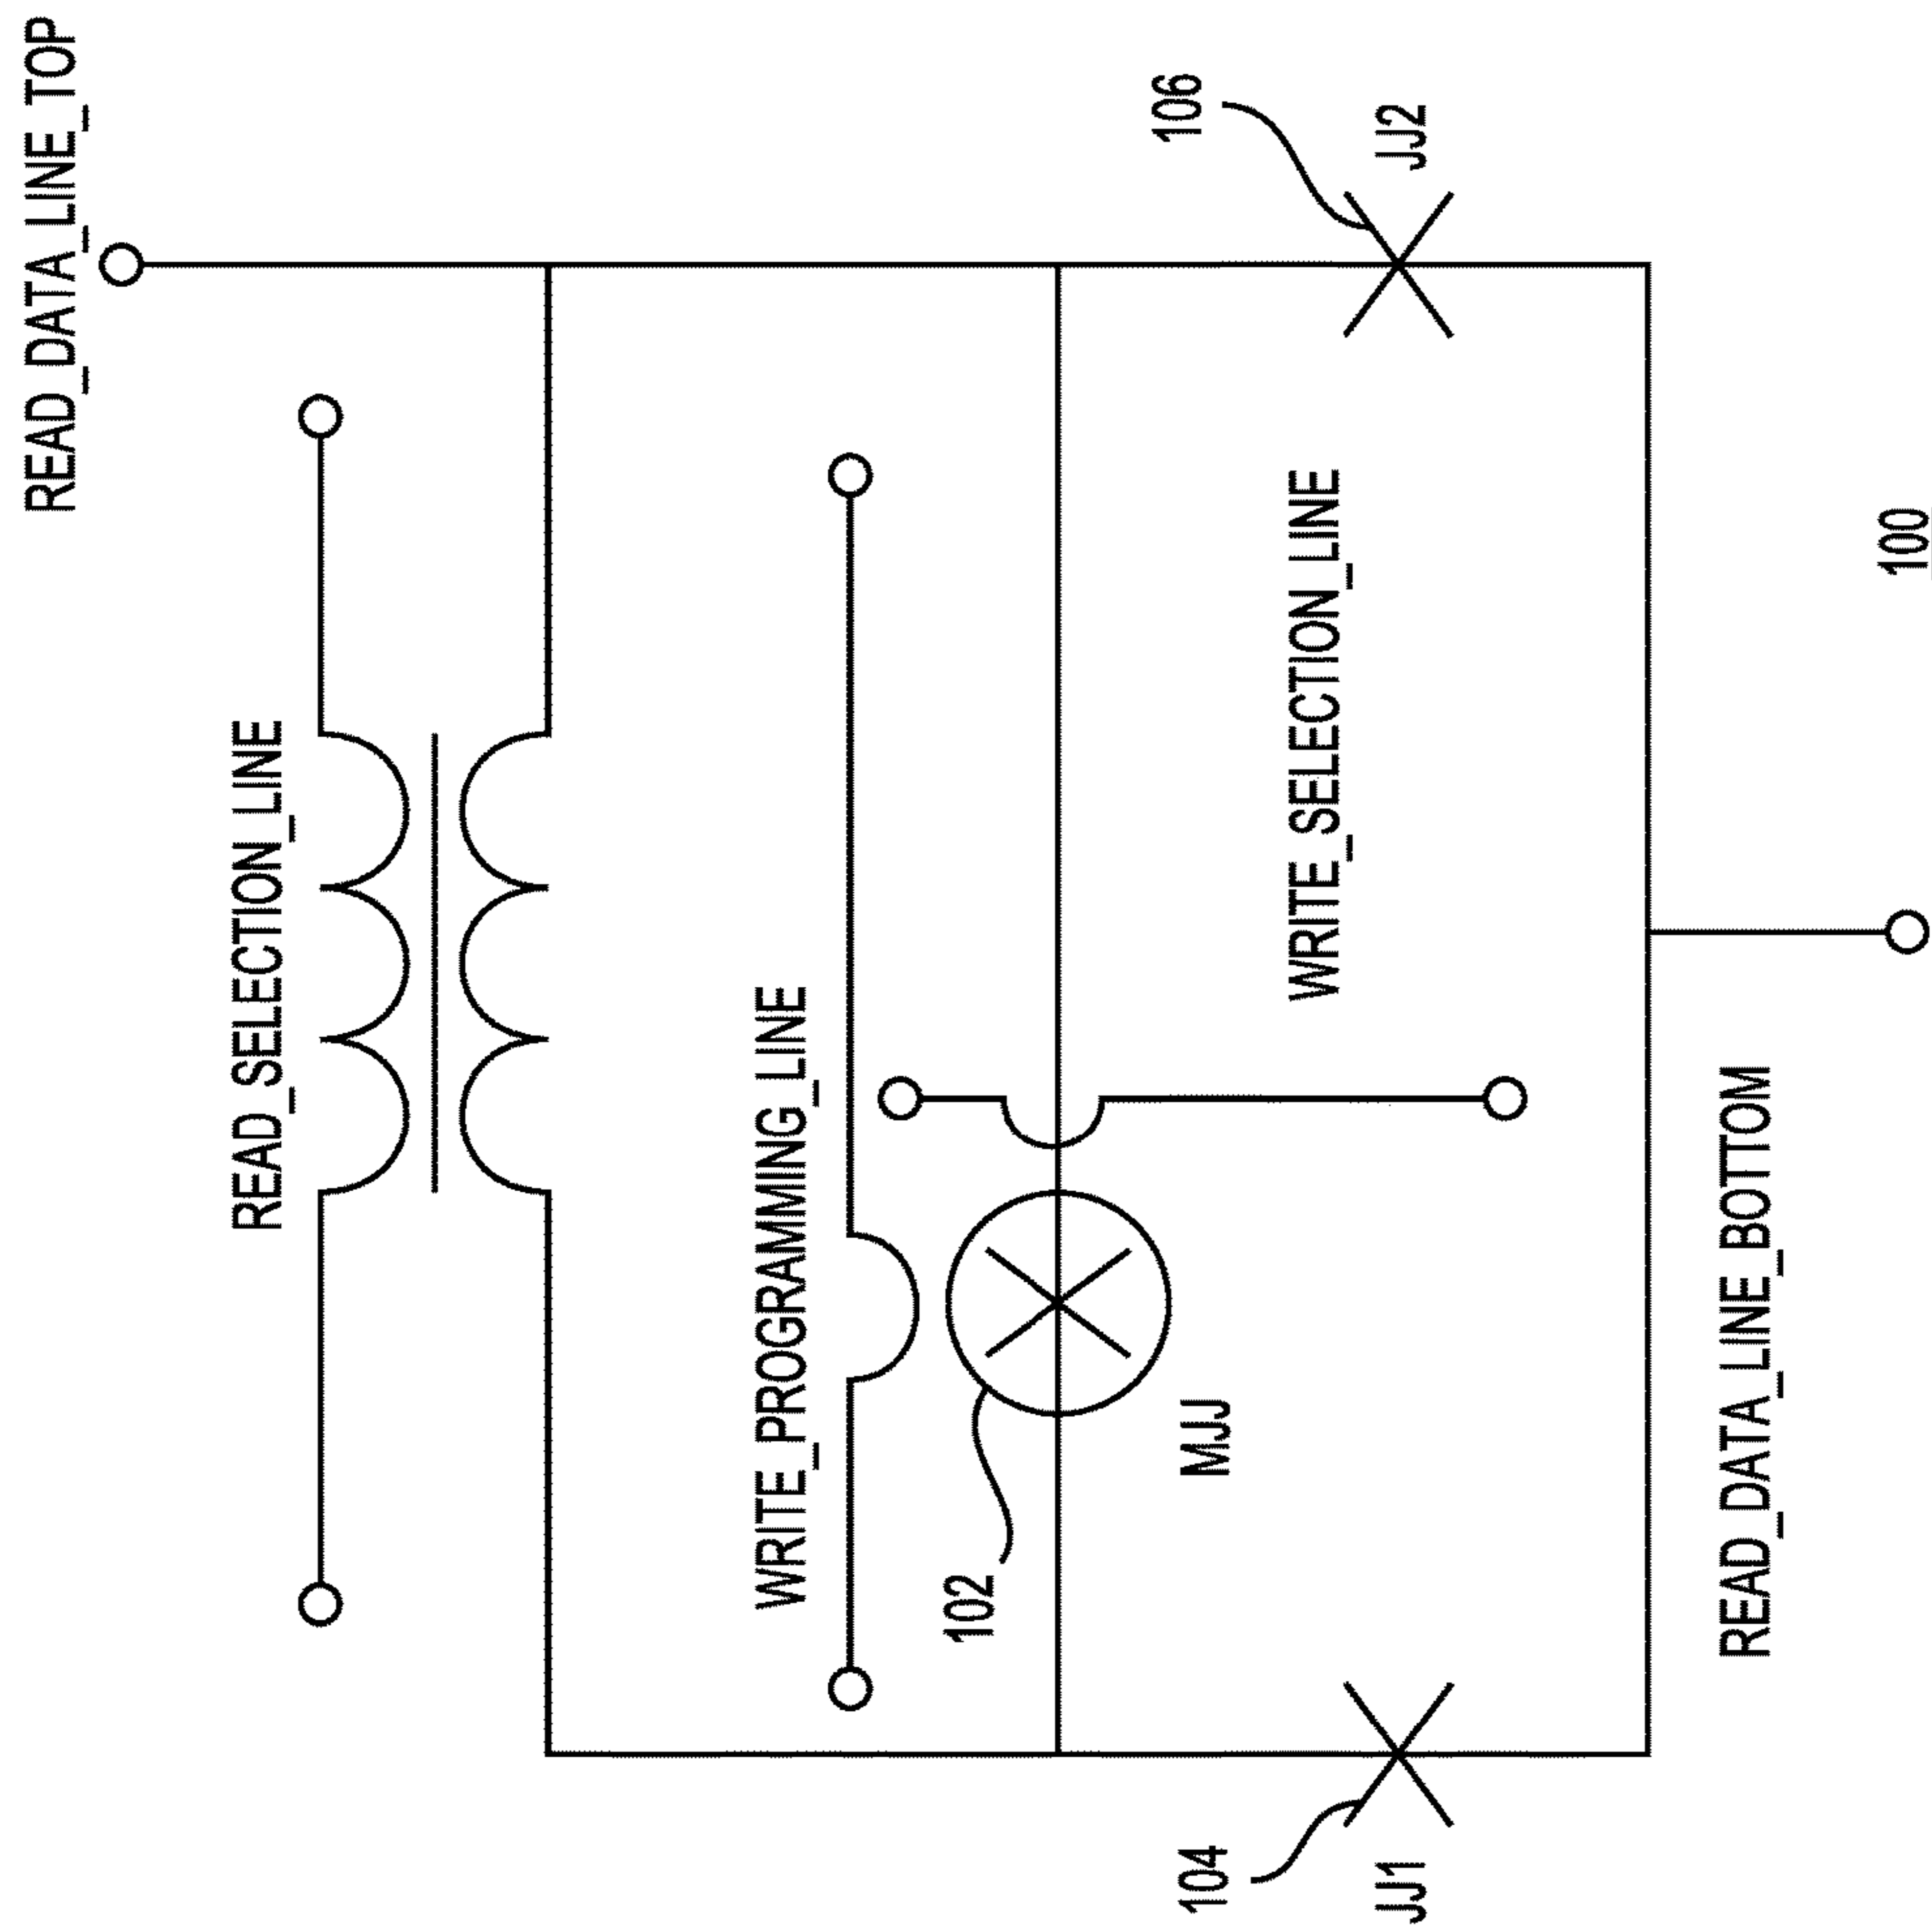 READ_DATA_LINE_TOP
READ_SELECTION_LINE
WRITE_PROGRAMMING_LINE
WRITE_SELECTION_LINE
READ_DATA_LINE_BOTTOM
102
MJJ
104
JJ1
106
JJ2
100